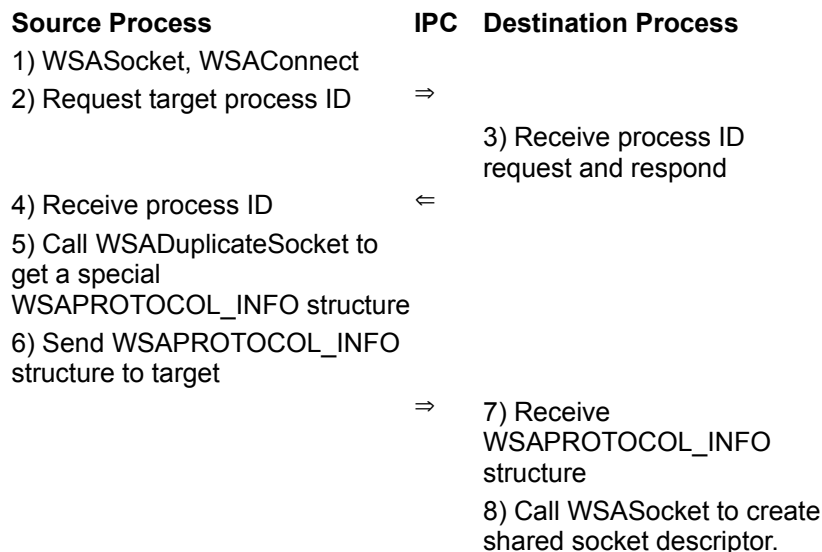 Source Process IPC Destination Process
1) WSASocket, WSAConnect
2) Request target process ID ⇒
3) Receive process ID
request and respond
4) Receive process ID ⇐
5) Call WSADuplicateSocket to
get a special
WSAPROTOCOL_INFO structure
6) Send WSAPROTOCOL_INFO
structure to target
⇒ 7) Receive
WSAPROTOCOL_INFO
structure
8) Call WSASocket to create
shared socket descriptor.